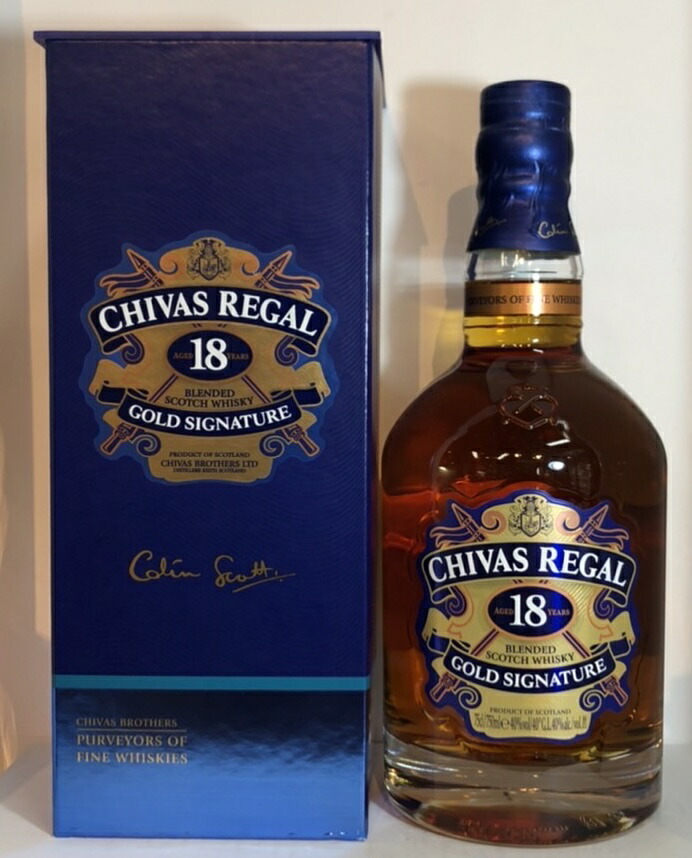 CHIVAS REGAL
AGED 18 YEARS
BLENDED
SCOTCH WHISKY
GOLD SIGNATURE
PRODUCT OF SCOTLAND
CHIVAS BROTHERS LTD
Colin Scott.
CHIVAS BROTHERS
PURVEYORS OF
FINE WHISKIES
Colin
PURVEYORS OF FINE WHISKIES
CHIVAS REGAL
AGED 18 YEARS
BLENDED
SCOTCH WHISKY
GOLD SIGNATURE
PRODUCT OF SCOTLAND